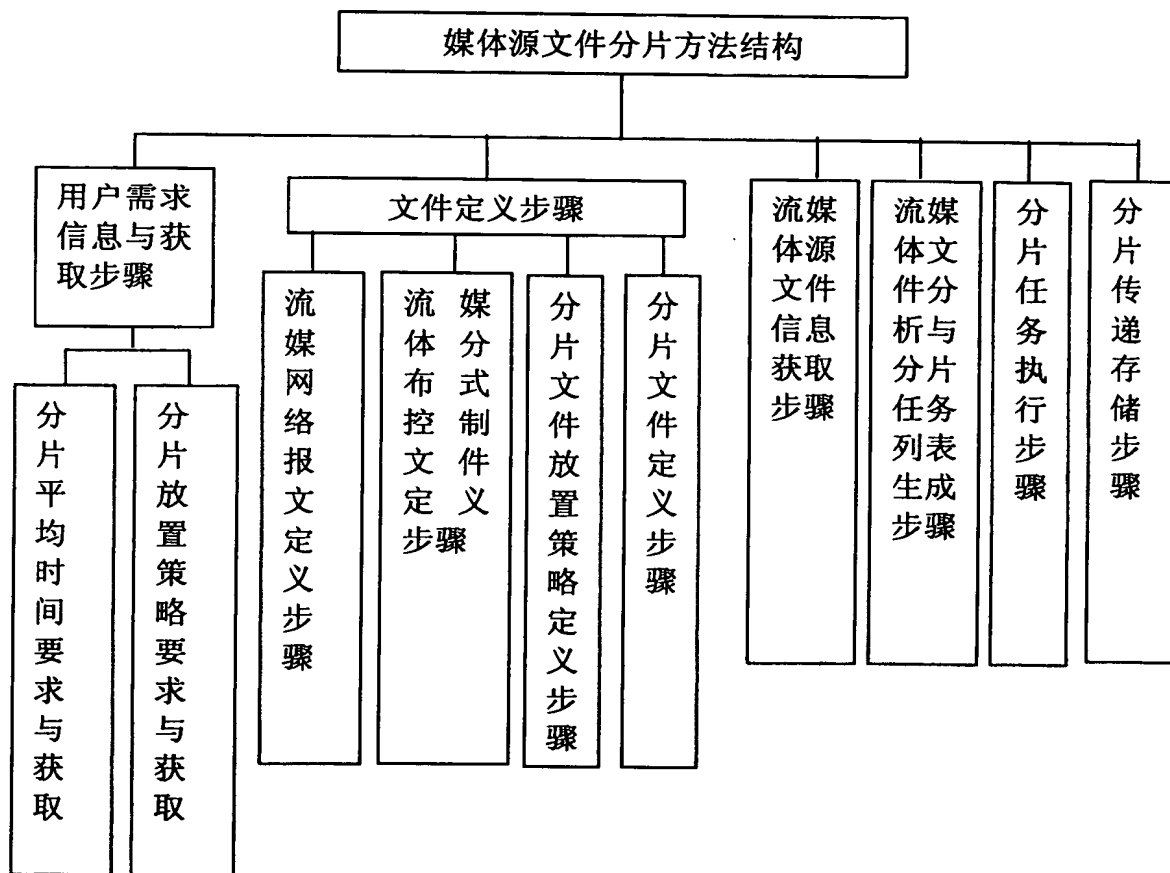 媒体源文件分片方法结构
用户需求
信息与获
取步骤
分片平均时间要求与获取
分片放置策略要求与获取
文件定义步骤
流媒网络报文定义步骤
流 媒
体 分
布 式
控 制
文 件
定 义
步骤
分片文件放置策略定义步骤
分片文件定义步骤
流媒
体源
文件
信息
获取
步骤
流媒
体文
件分
析与
分片
任务
列表
生成
步骤
分片任务执行步骤
分片传递存储步骤